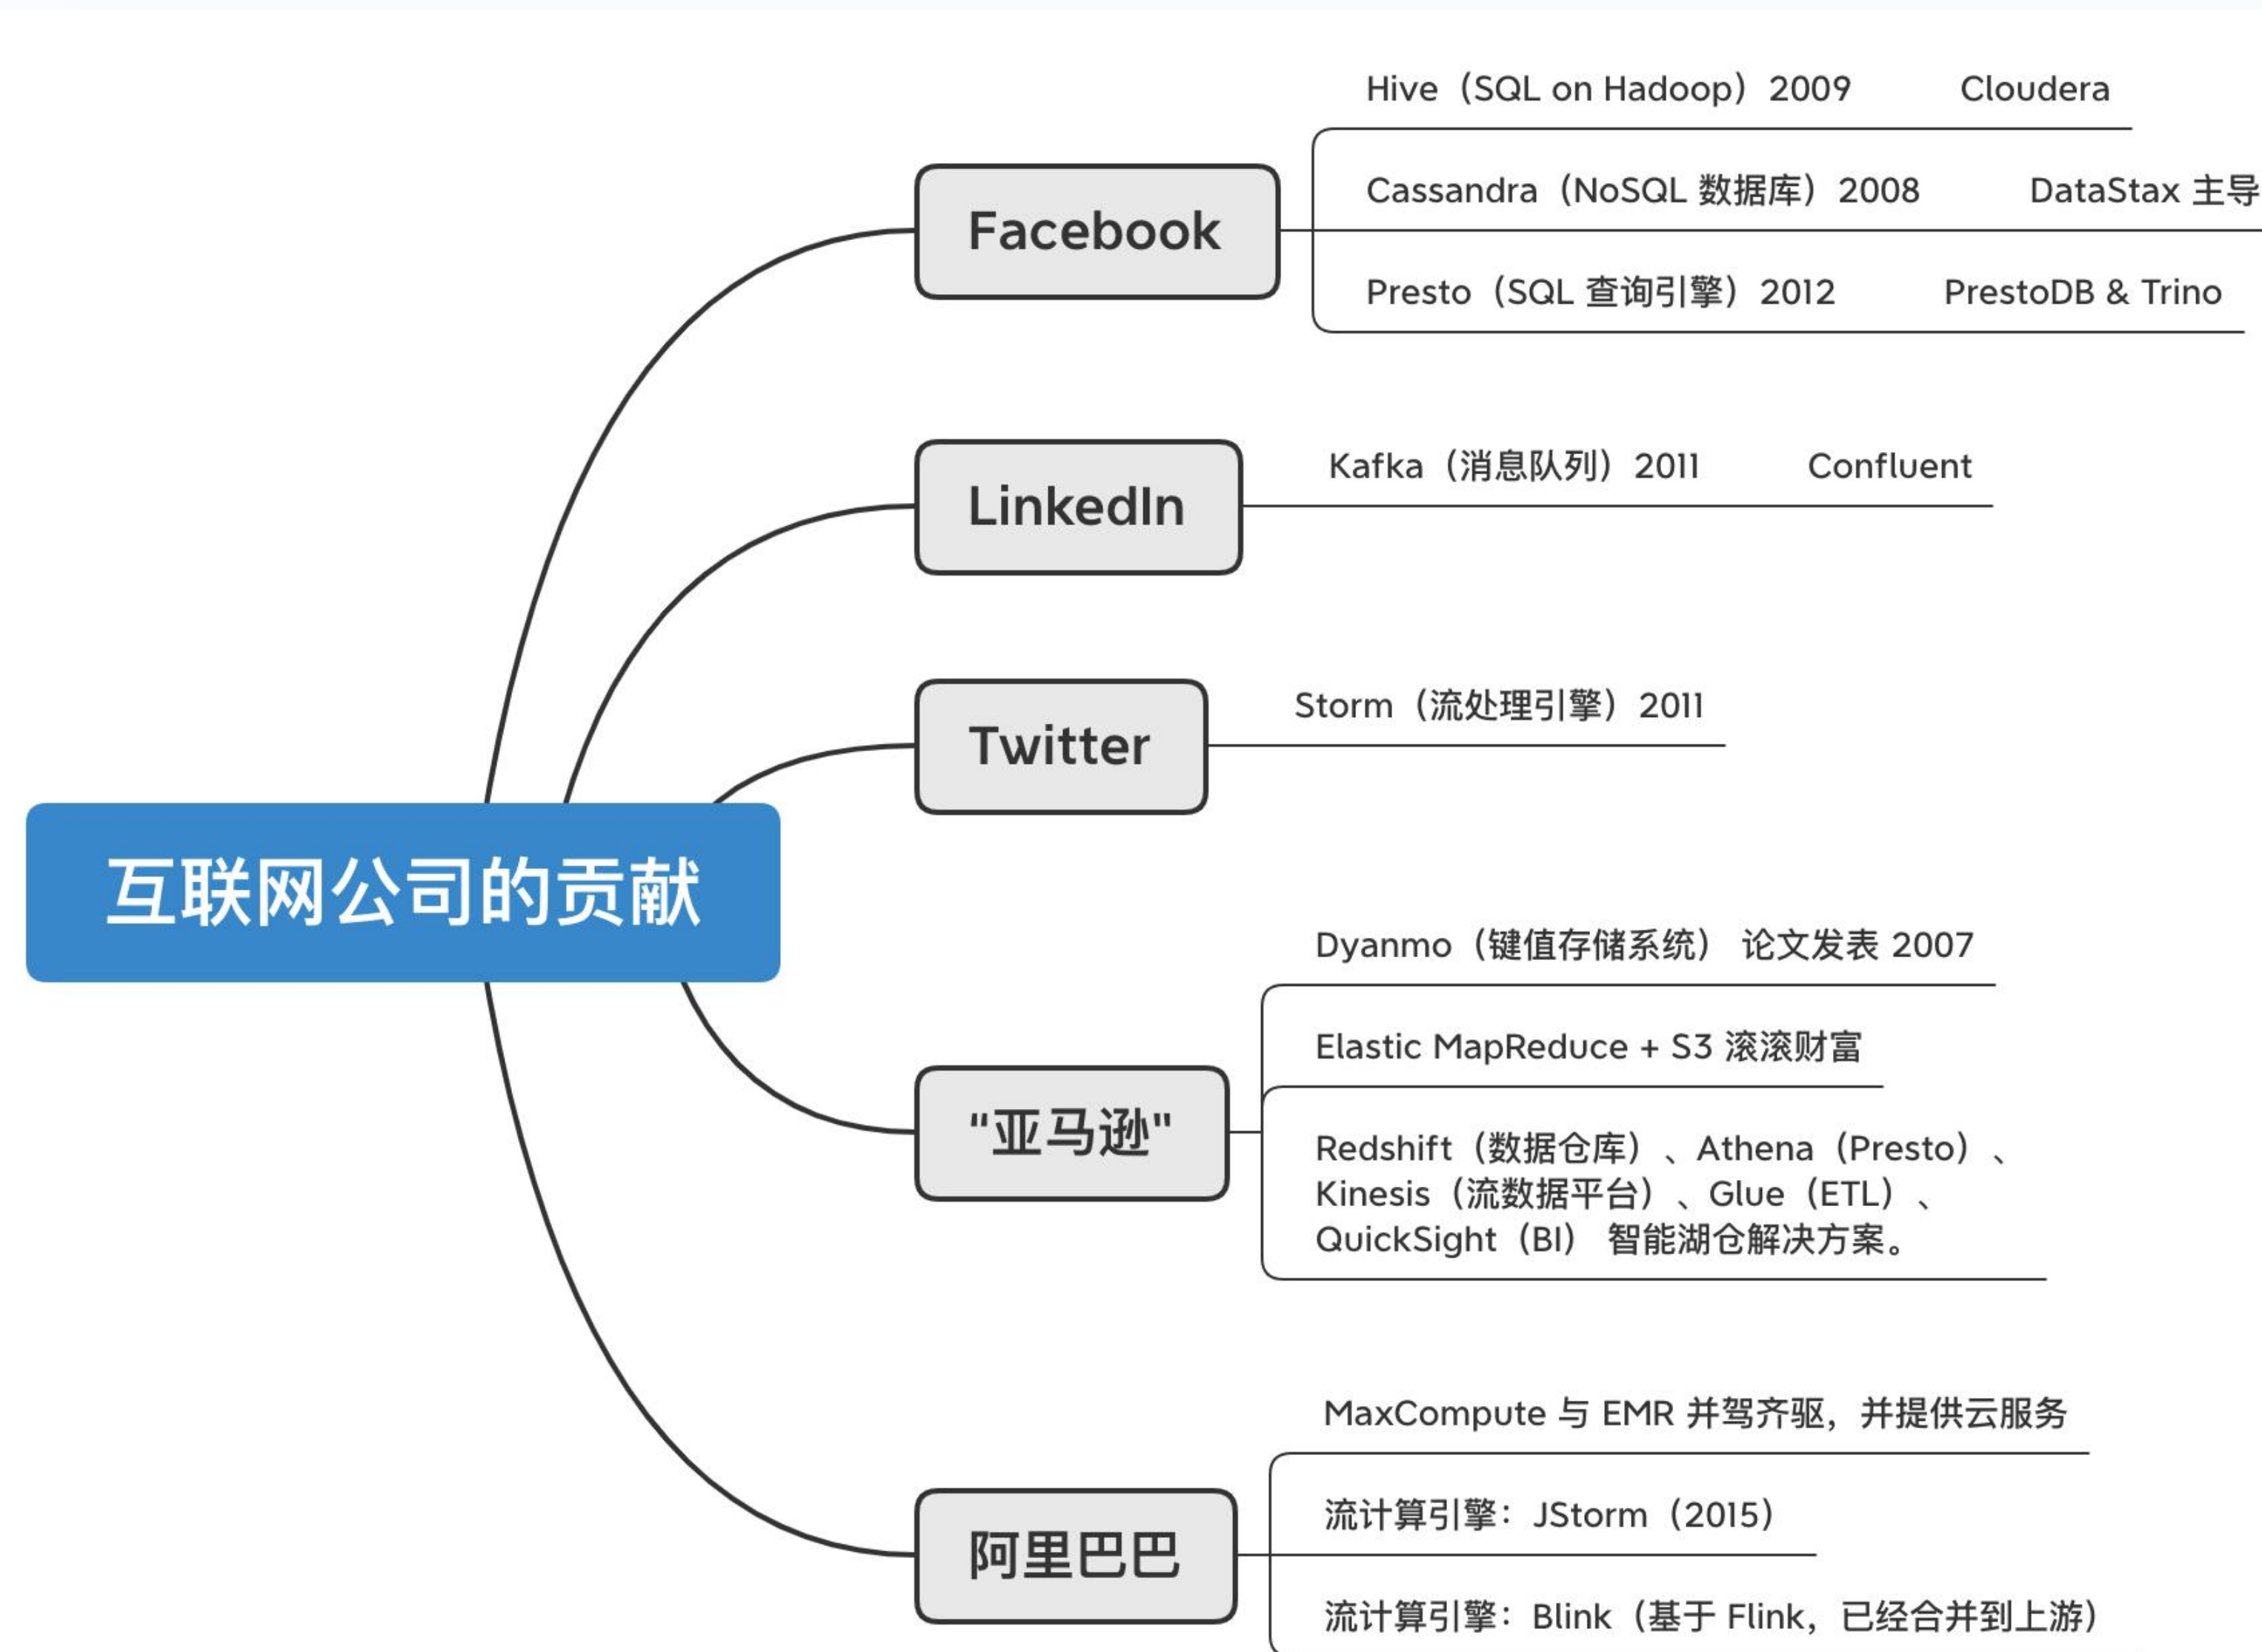 Hive（SQL on Hadoop）2009 Cloudera
Cassandra（NoSQL 数据库）2008 DataStax 主导
Facebook
Presto（SQL 查询引擎）2012 PrestoDB & Trino
Kafka（消息队列）2011 Confluent
LinkedIn
Storm（流处理引擎）2011
Twitter
互联网公司的贡献
Dyanmo（键值存储系统） 论文发表 2007
Elastic MapReduce + S3 滚滚财富
"亚马逊"
Redshift（数据仓库）、Athena（Presto）、
Kinesis（流数据平台）、Glue（ETL）、
QuickSight（BI） 智能湖仓解决方案。
MaxCompute 与 EMR 并驾齐驱，并提供云服务
流计算引擎：JStorm（2015）
阿里巴巴
流计算引擎：Blink（基于 Flink，已经合并到上游）